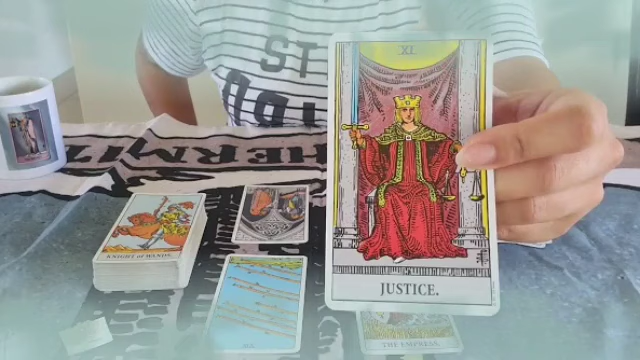 XI
ST
HERMIT
KNIGHT of WANDS.
JUSTICE.
THE EMPRESS.